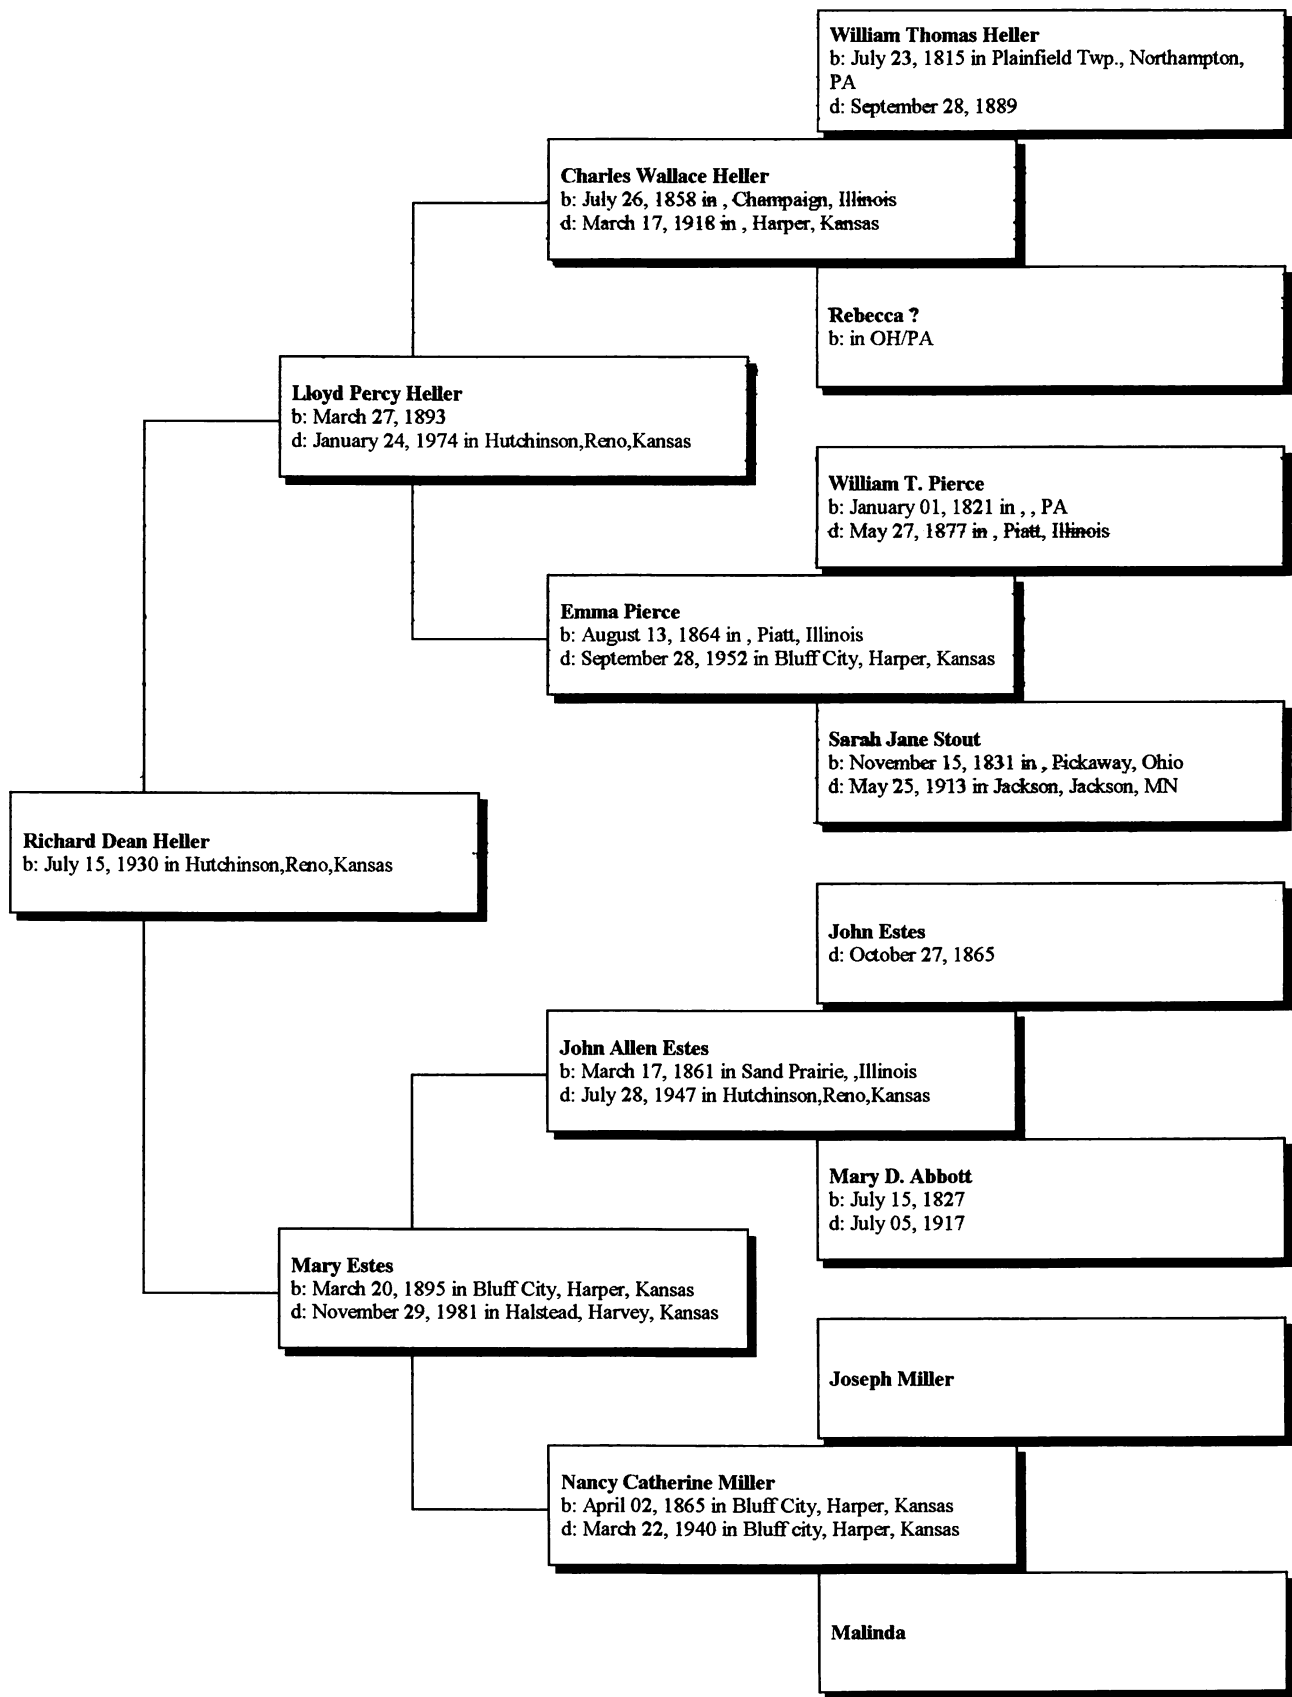 William Thomas Heller
b: July 23, 1815 in Plainfield Twp., Northampton,
PA
d: September 28, 1889
Charles Wallace Heller
b: July 26, 1858 in , Champaign, Illinois
d: March 17, 1918 in , Harper, Kansas
Rebecca ?
b: in OH/PA
Lloyd Percy Heller
b: March 27, 1893
d: January 24, 1974 in Hutchinson,Reno,Kansas
William T. Pierce
b: January 01, 1821 in , , PA
d: May 27, 1877 in , Piatt, Illinois
Emma Pierce
b: August 13, 1864 in , Piatt, Illinois
d: September 28, 1952 in Bluff City, Harper, Kansas
Sarah Jane Stout
b: November 15, 1831 in , Pickaway, Ohio
d: May 25, 1913 in Jackson, Jackson, MN
Richard Dean Heller
b: July 15, 1930 in Hutchinson,Reno,Kansas
John Estes
d: October 27, 1865
John Allen Estes
b: March 17, 1861 in Sand Prairie, ,Illinois
d: July 28, 1947 in Hutchinson,Reno,Kansas
Mary D. Abbott
b: July 15, 1827
d: July 05, 1917
Mary Estes
b: March 20, 1895 in Bluff City, Harper, Kansas
d: November 29, 1981 in Halstead, Harvey, Kansas
Joseph Miller
Nancy Catherine Miller
b: April 02, 1865 in Bluff City, Harper, Kansas
d: March 22, 1940 in Bluff city, Harper, Kansas
Malinda